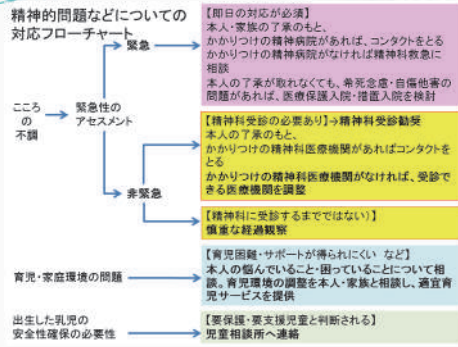 精神的問題などについての
対応フローチャート
こころ
の
不調
緊急性の
アセスメント
緊急
非緊急
【即日の対応が必須】
本人・家族の了承のもと、
かかりつけの精神病院があれば、コンタクトをとる
かかりつけの精神病院がなければ精神科救急に
相談
本人の了承が取れなくても、希死念慮・自傷他害の
問題があれば、医療保護入院・措置入院を検討
【精神科受診の必要あり】→精神科受診勧奨
本人の了承のもと、
かかりつけの精神科医療機関があればコンタクトを
とる
かかりつけの精神科医療機関がなければ、受診で
きる医療機関を調整
【精神科に受診するまでではない)】
慎重な経過観察
育児・家庭環境の問題
【育児困難・サポートが得られにくい など】
本人の悩んでいること・困っていることについて相
談。育児環境の調整を本人・家族と相談し、適宜育
児サービスを提供
出生した乳児の
安全性確保の必要性
【要保護・要支援児童と判断される】
児童相談所へ連絡